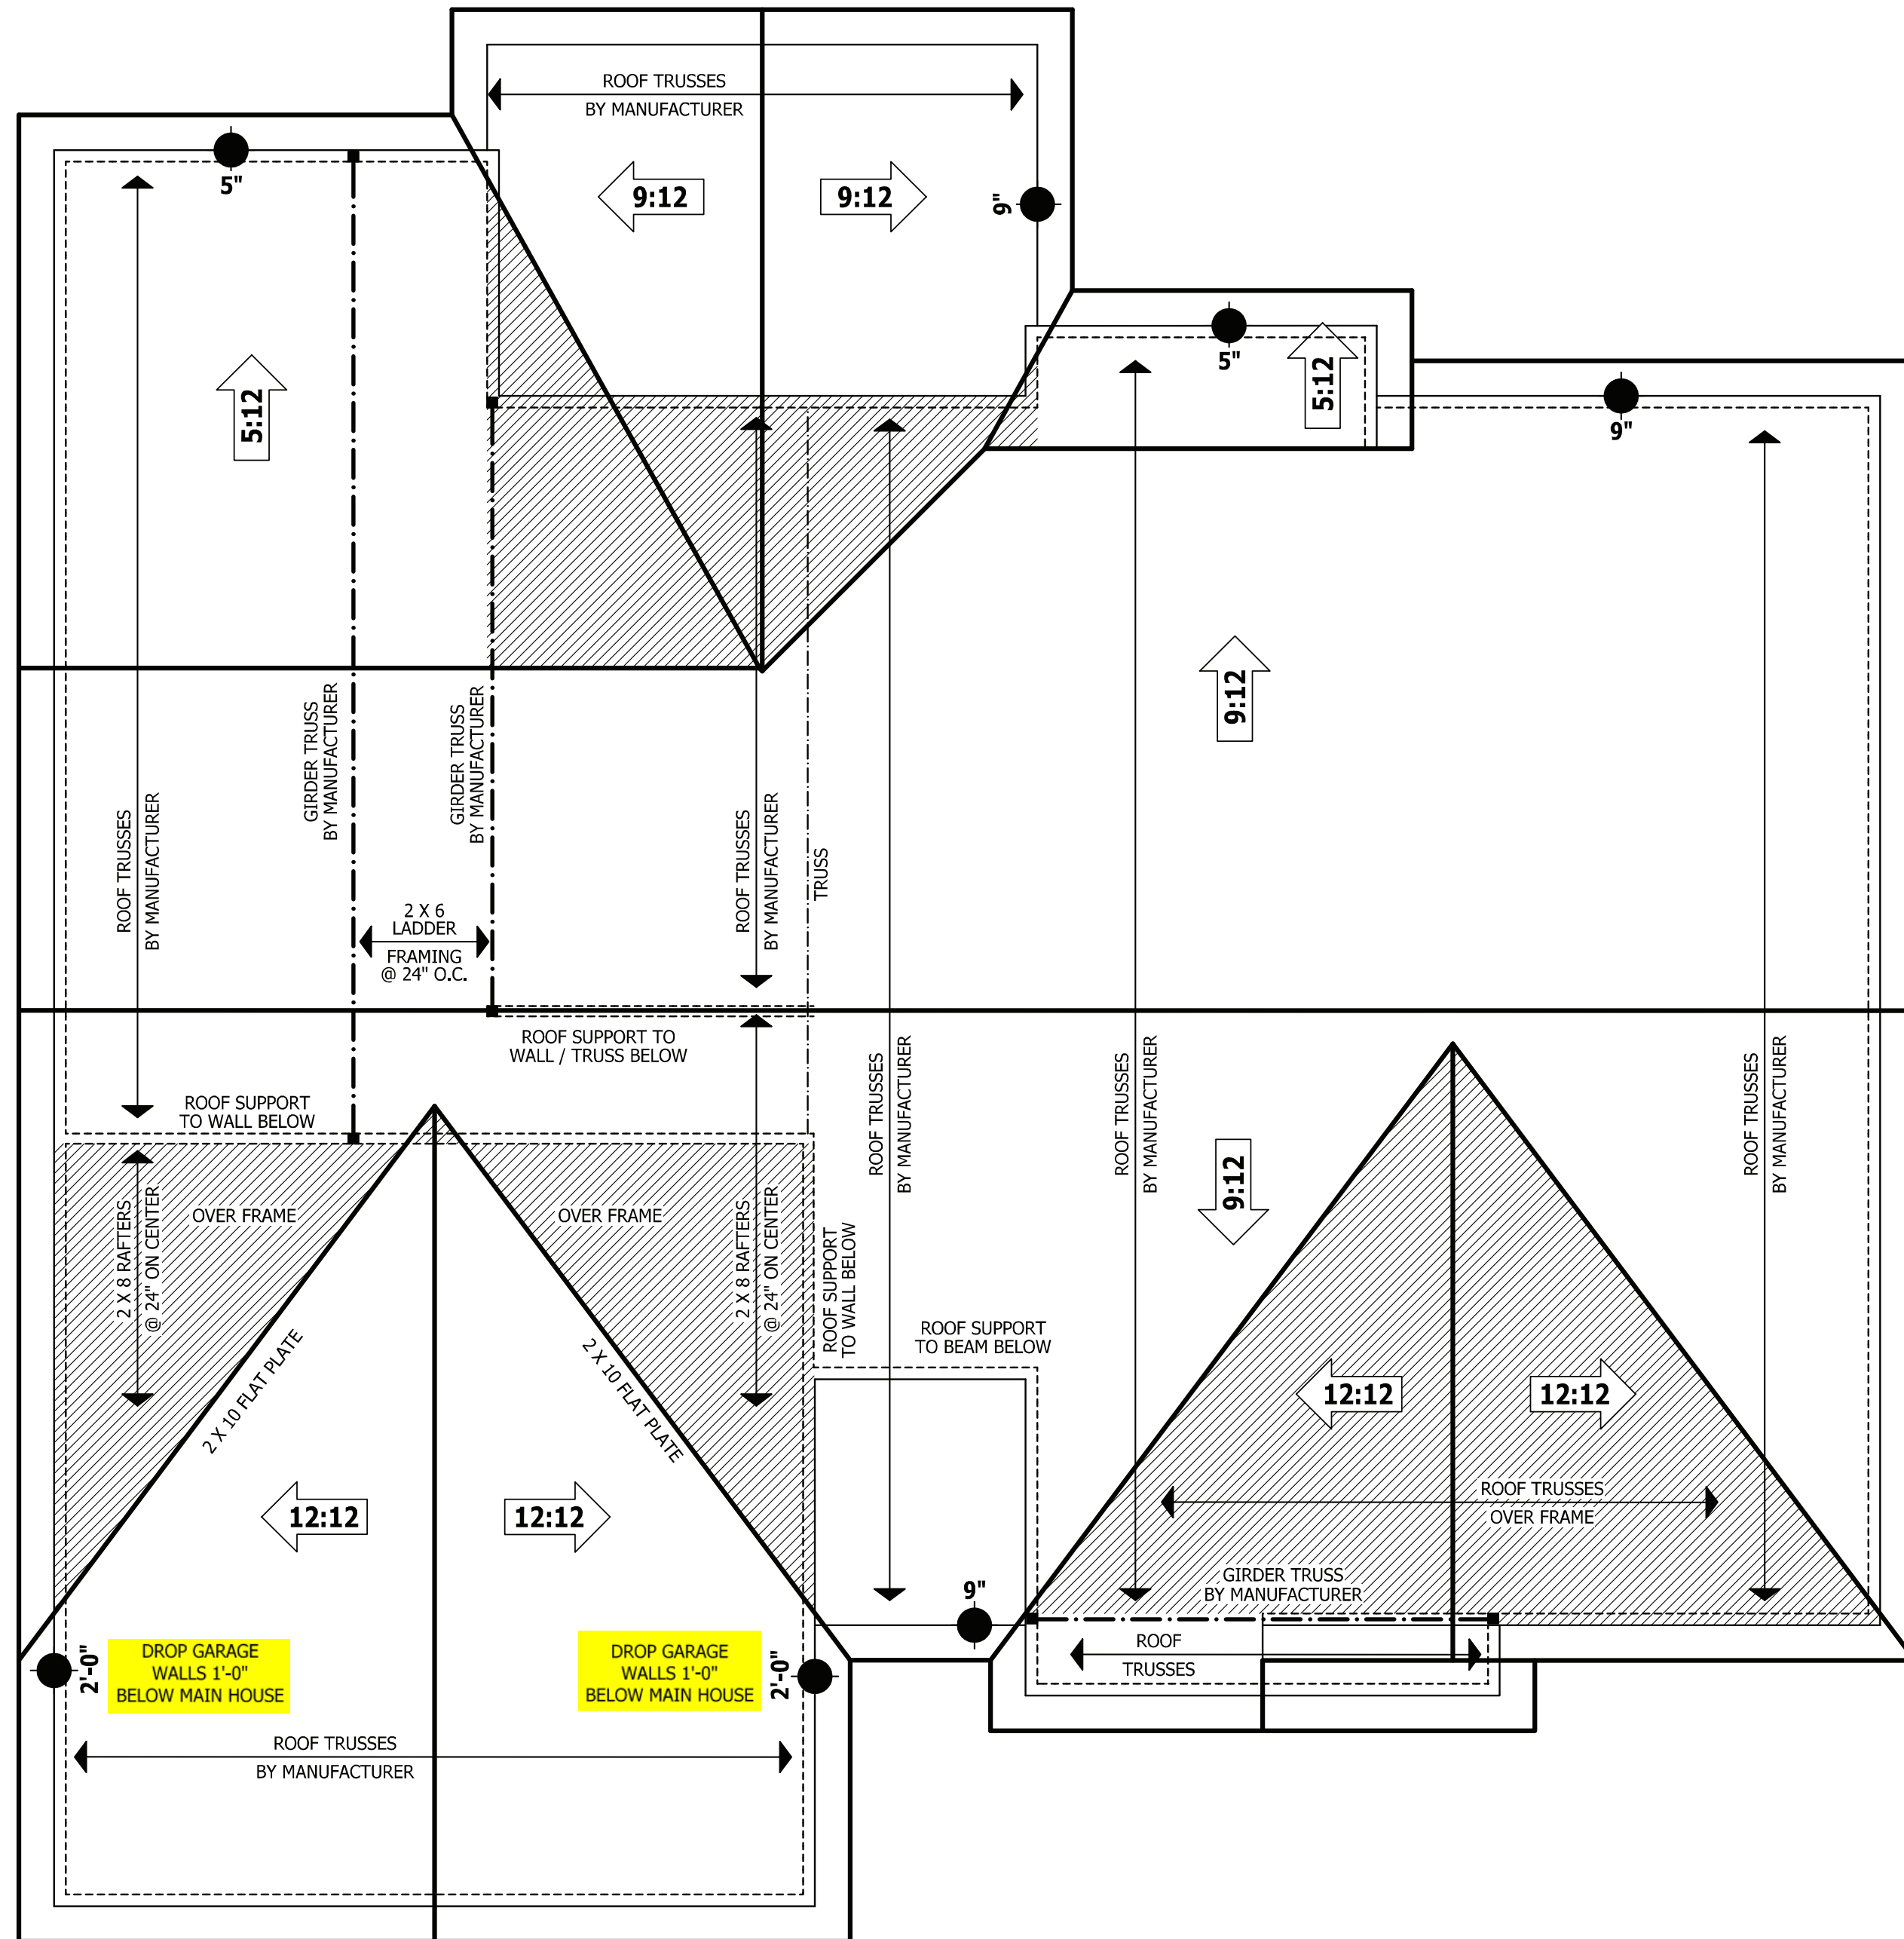 ROOF TRUSSES
BY MANUFACTURER
5"
9:12
9:12
9"
5"
5:12
9"
5:12
9:12
GIRDER TRUSS
BY MANUFACTURER
GIRDER TRUSS
BY MANUFACTURER
ROOF TRUSSES
BY MANUFACTURER
ROOF TRUSSES
BY MANUFACTURER
TRUSS
2 X 6
LADDER
FRAMING
@ 24" O.C.
ROOF SUPPORT TO
WALL / TRUSS BELOW
ROOF TRUSSES
BY MANUFACTURER
ROOF TRUSSES
BY MANUFACTURER
ROOF TRUSSES
BY MANUFACTURER
ROOF SUPPORT
TO WALL BELOW
9:12
OVER FRAME
OVER FRAME
2 X 8 RAFTERS
@ 24" ON CENTER
2 X 8 RAFTERS
@ 24" ON CENTER
ROOF SUPPORT
TO WALL BELOW
ROOF SUPPORT
TO BEAM BELOW
2 X 10 FLAT PLATE
2 X 10 FLAT PLATE
12:12
12:12
12:12
12:12
ROOF TRUSSES
OVER FRAME
GIRDER TRUSS
BY MANUFACTURER
9"
ROOF
TRUSSES
2'-0"
DROP GARAGE
WALLS 1'-0"
BELOW MAIN HOUSE
DROP GARAGE
WALLS 1'-0"
BELOW MAIN HOUSE
2'-0"
ROOF TRUSSES
BY MANUFACTURER